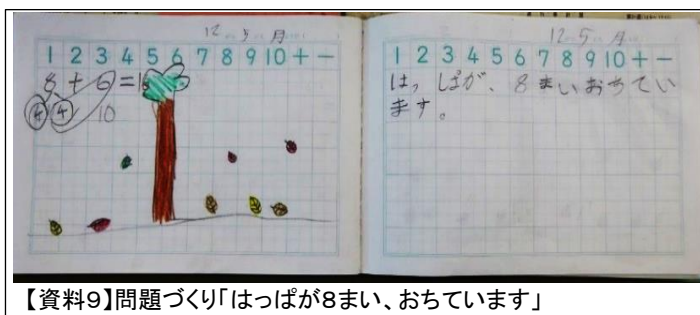 12 5 月
1 2 3 4 5 6 7 8 9 10 + −
8 + 6 = 1
4 4 10
12 5 月
1 2 3 4 5 6 7 8 9 10 + −
はっぱが、8まいおちてい
ます。
【資料9】問題づくり「はっぱが8まい、おちています」